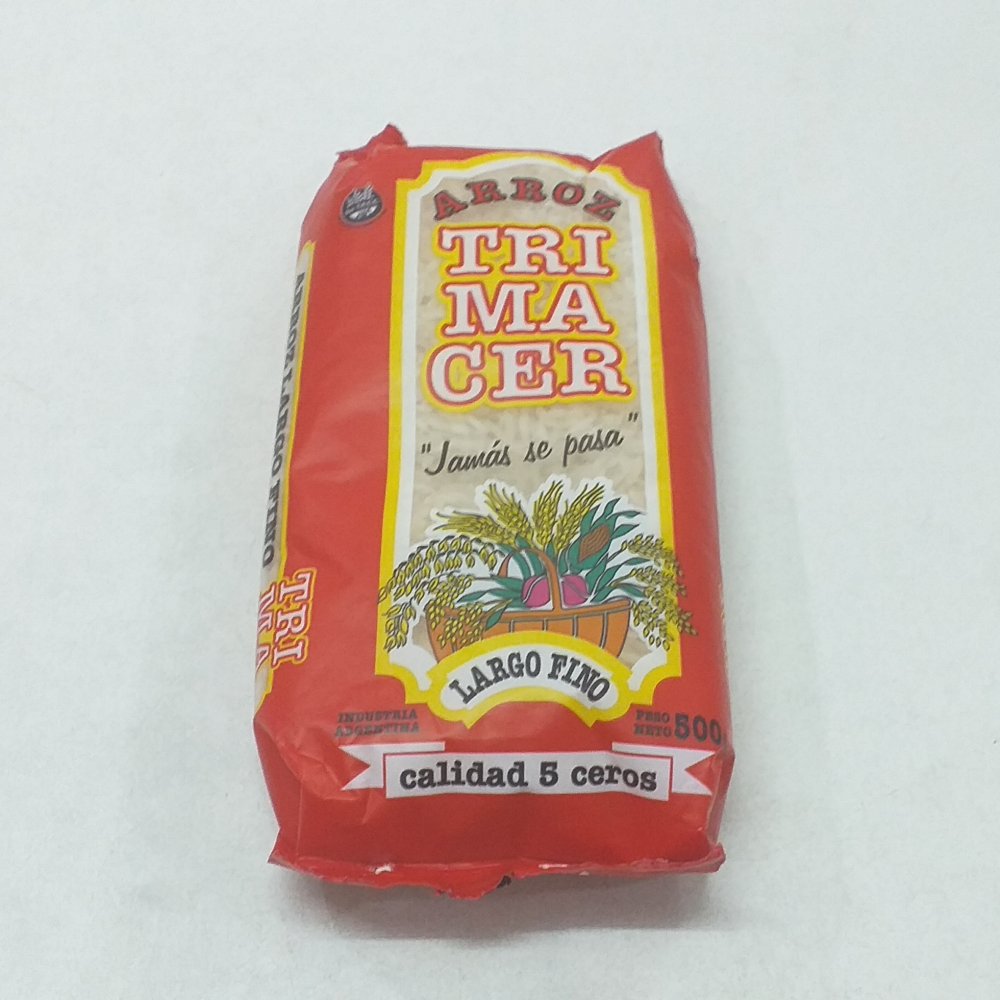 ARROZ
TRI
MA
CER
"Jamás se pasa"
LARGO FINO
INDUSTRIA
ARGENTINA
PESO
NETO 500
calidad 5 ceros
ARROZ LARGO FINO
TRI
MA